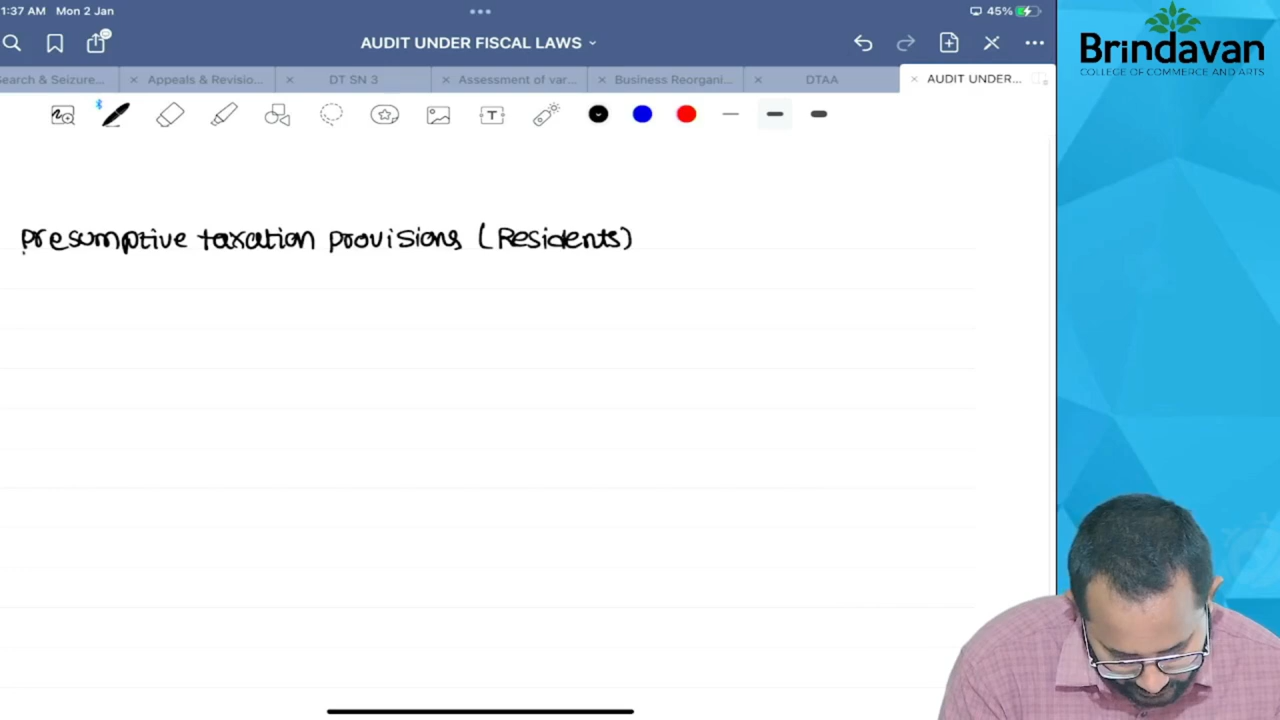 1:37 AM Mon 2 Jan
45%
AUDIT UNDER FISCAL LAWS
Brindavan
COLLEGE OF COMMERCE AND ARTS
earch & Seizure...
Appeals & Revisio...
DT SN 3
Assessment of var...
Business Reorgani...
DTAA
AUDIT UNDER...
T
Presumptive taxation provisions (Residents)